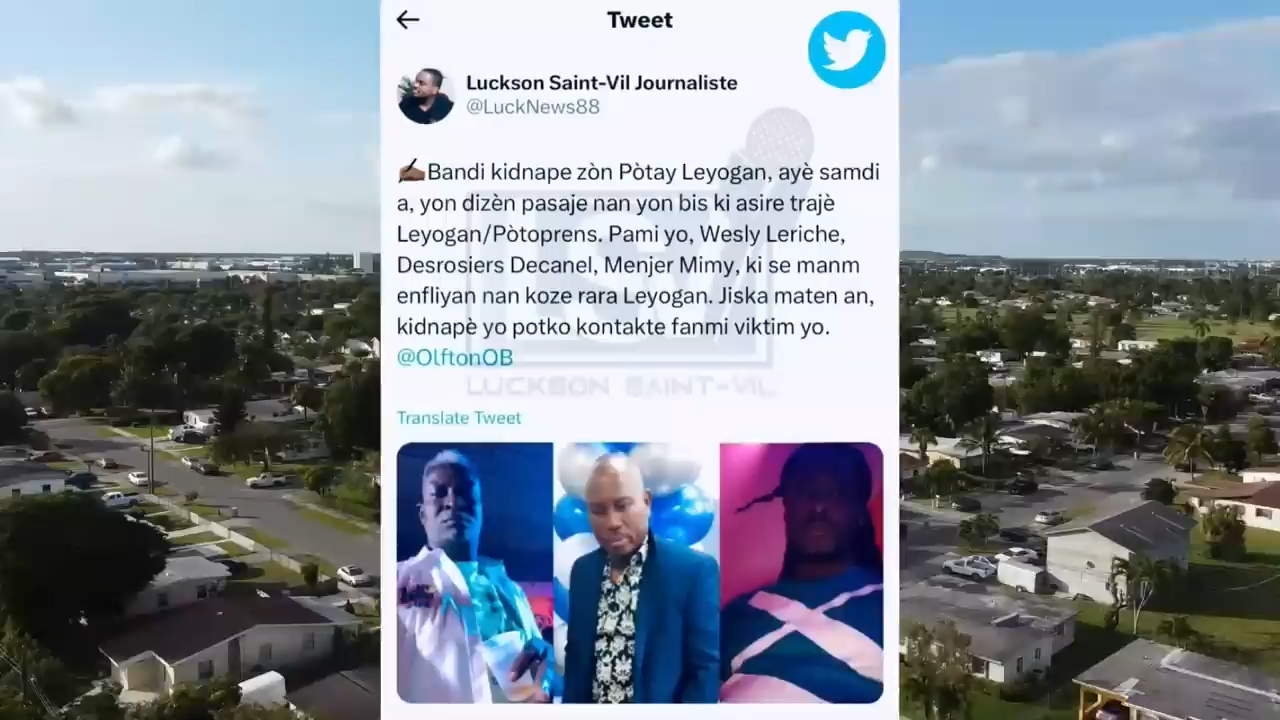 Tweet
Luckson Saint-Vil Journaliste
@LuckNews88
Bandi kidnape zòn Pòtay Leyogan, ayè samdi
a, yon dizèn pasaje nan yon bis ki asire trajè
Leyogan/Pòtoprens. Pami yo, Wesly Leriche,
Desrosiers Decanel, Menjer Mimy, ki se manm
enfliyan nan koze rara Leyogan. Jiska maten an,
kidnapè yo potko kontakte fanmi viktim yo.
@OlftonOB
LUCKSON SAINT-VIL
Translate Tweet